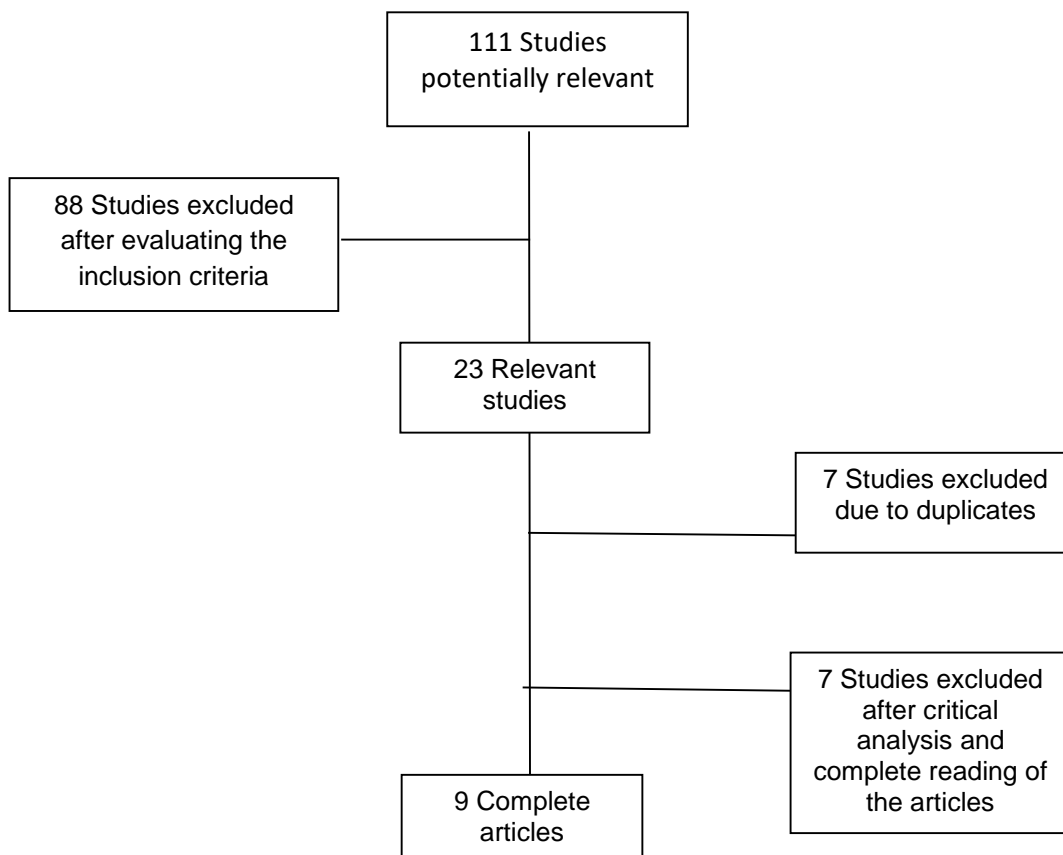 111 Studies
potentially relevant
88 Studies excluded
after evaluating the
inclusion criteria
23 Relevant
studies
7 Studies excluded
due to duplicates
7 Studies excluded
after critical
analysis and
complete reading of
the articles
9 Complete
articles